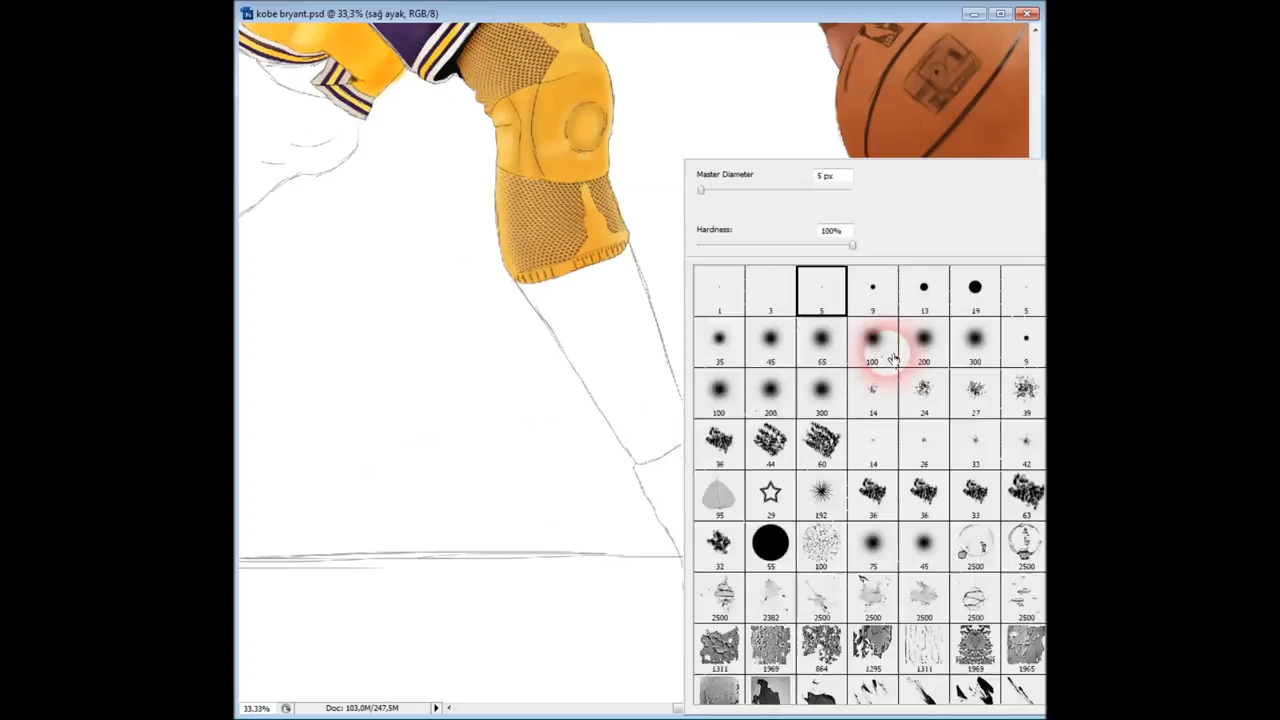 kobe bryant.psd @ 33,3% (sağ ayak, RGB/8)
Master Diameter
5 px
Hardness:
100%
1 3 5 9 13 19 5
35 45 65 100 200 300 9
100 200 300 14 24 27 39
36 44 60 14 26 33 42
95 29 192 36 36 33 63
32 55 100 75 45 2500 2500
2500 2382 2500 2500 2500 2500 2500
1311 1969 864 1295 1311 1969 1965
33,33%
Doc: 103,0M/247,5M